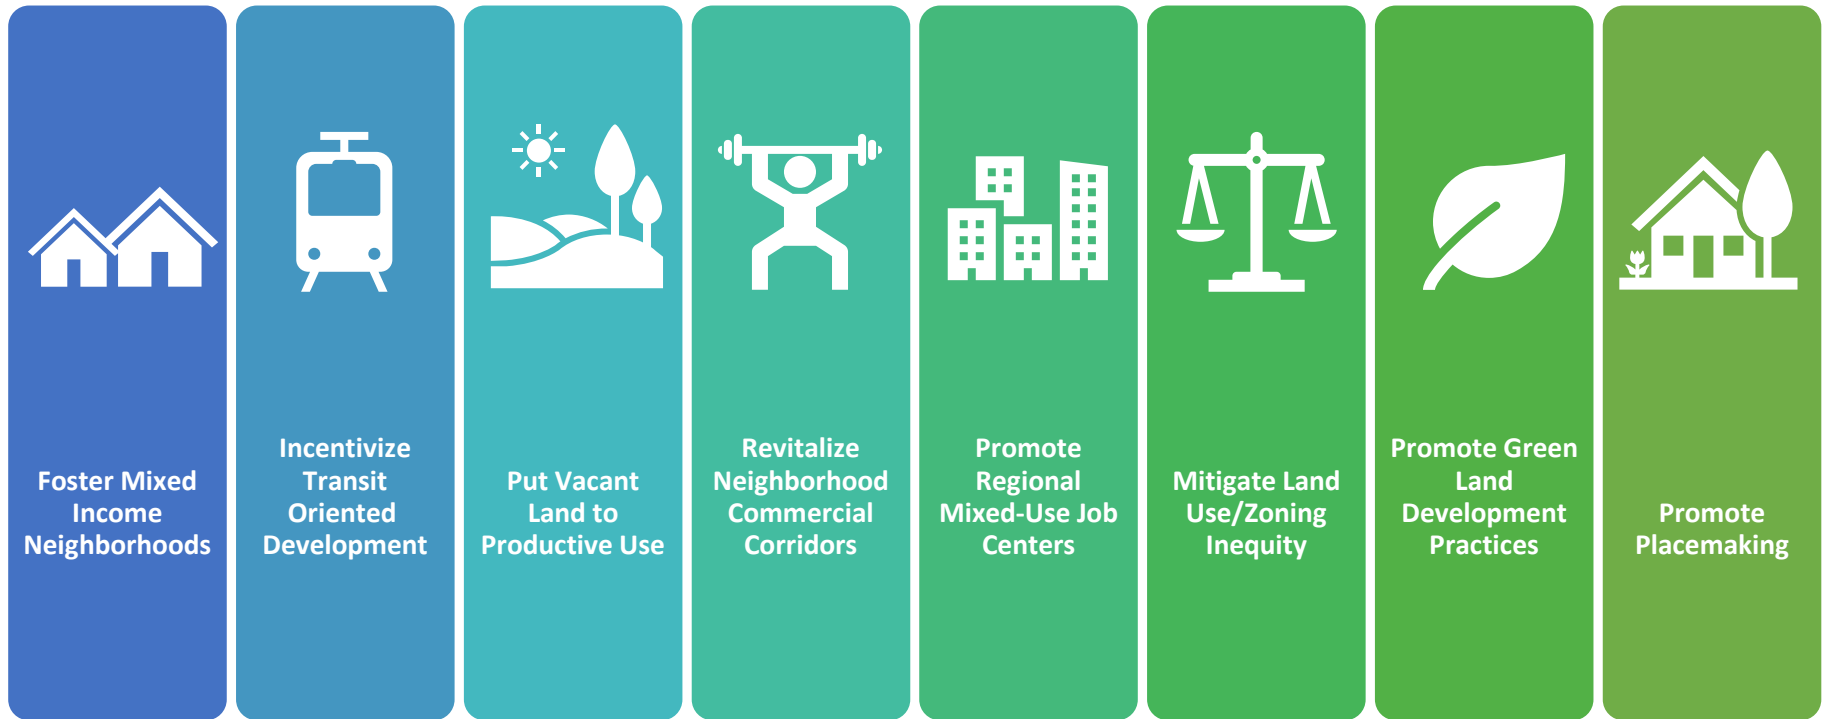 Foster Mixed
Income
Neighborhoods
Incentivize
Transit
Oriented
Development
Put Vacant
Land to
Productive Use
Revitalize
Neighborhood
Commercial
Corridors
Promote
Regional
Mixed-Use Job
Centers
Mitigate Land
Use/Zoning
Inequity
Promote Green
Land
Development
Practices
Promote
Placemaking